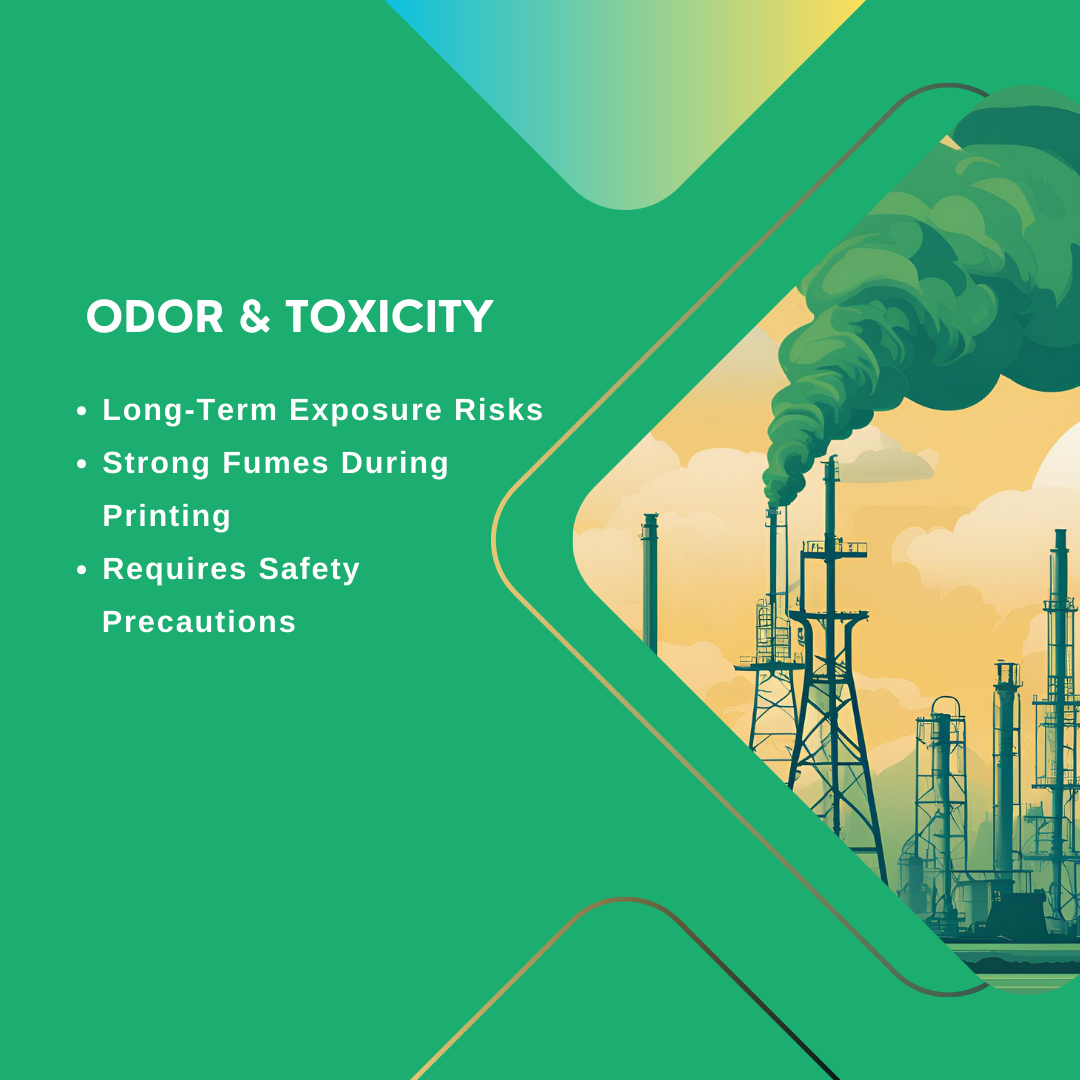 ODOR & TOXICITY
• Long-Term Exposure Risks
• Strong Fumes During
Printing
• Requires Safety
Precautions